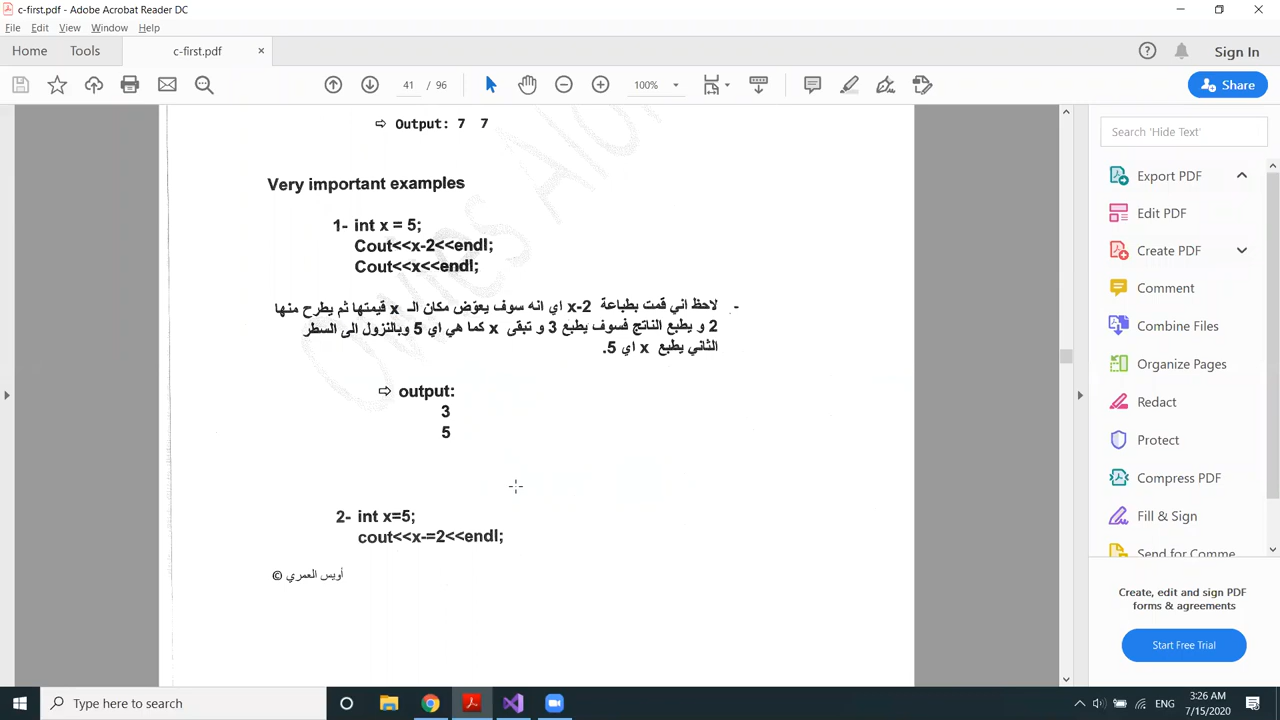 c-first.pdf - Adobe Acrobat Reader DC
File Edit View Window Help
Home Tools c-first.pdf × Sign In
41 / 96 100% Share
⇨ Output: 7 7
Very important examples
1- int x = 5;
Cout<<x-2<<endl;
Cout<<x<<endl;
- لاحظ اني قمت بطباعة x-2 اي انه سوف يعوّض مكان الـ x قيمتها ثم يطرح منها
2 و يطبع الناتج فسوف يطبع 3 و تبقى x كما هي اي 5 وبالنزول الى السطر
الثاني يطبع x اي 5.
⇨ output:
3
5
2- int x=5;
cout<<x-=2<<endl;
أويس العمري ©
Search 'Hide Text'
Export PDF
Edit PDF
Create PDF
Comment
Combine Files
Organize Pages
Redact
Protect
Compress PDF
Fill & Sign
Send for Comme
Create, edit and sign PDF
forms & agreements
Start Free Trial
Type here to search
ENG
3:26 AM
7/15/2020